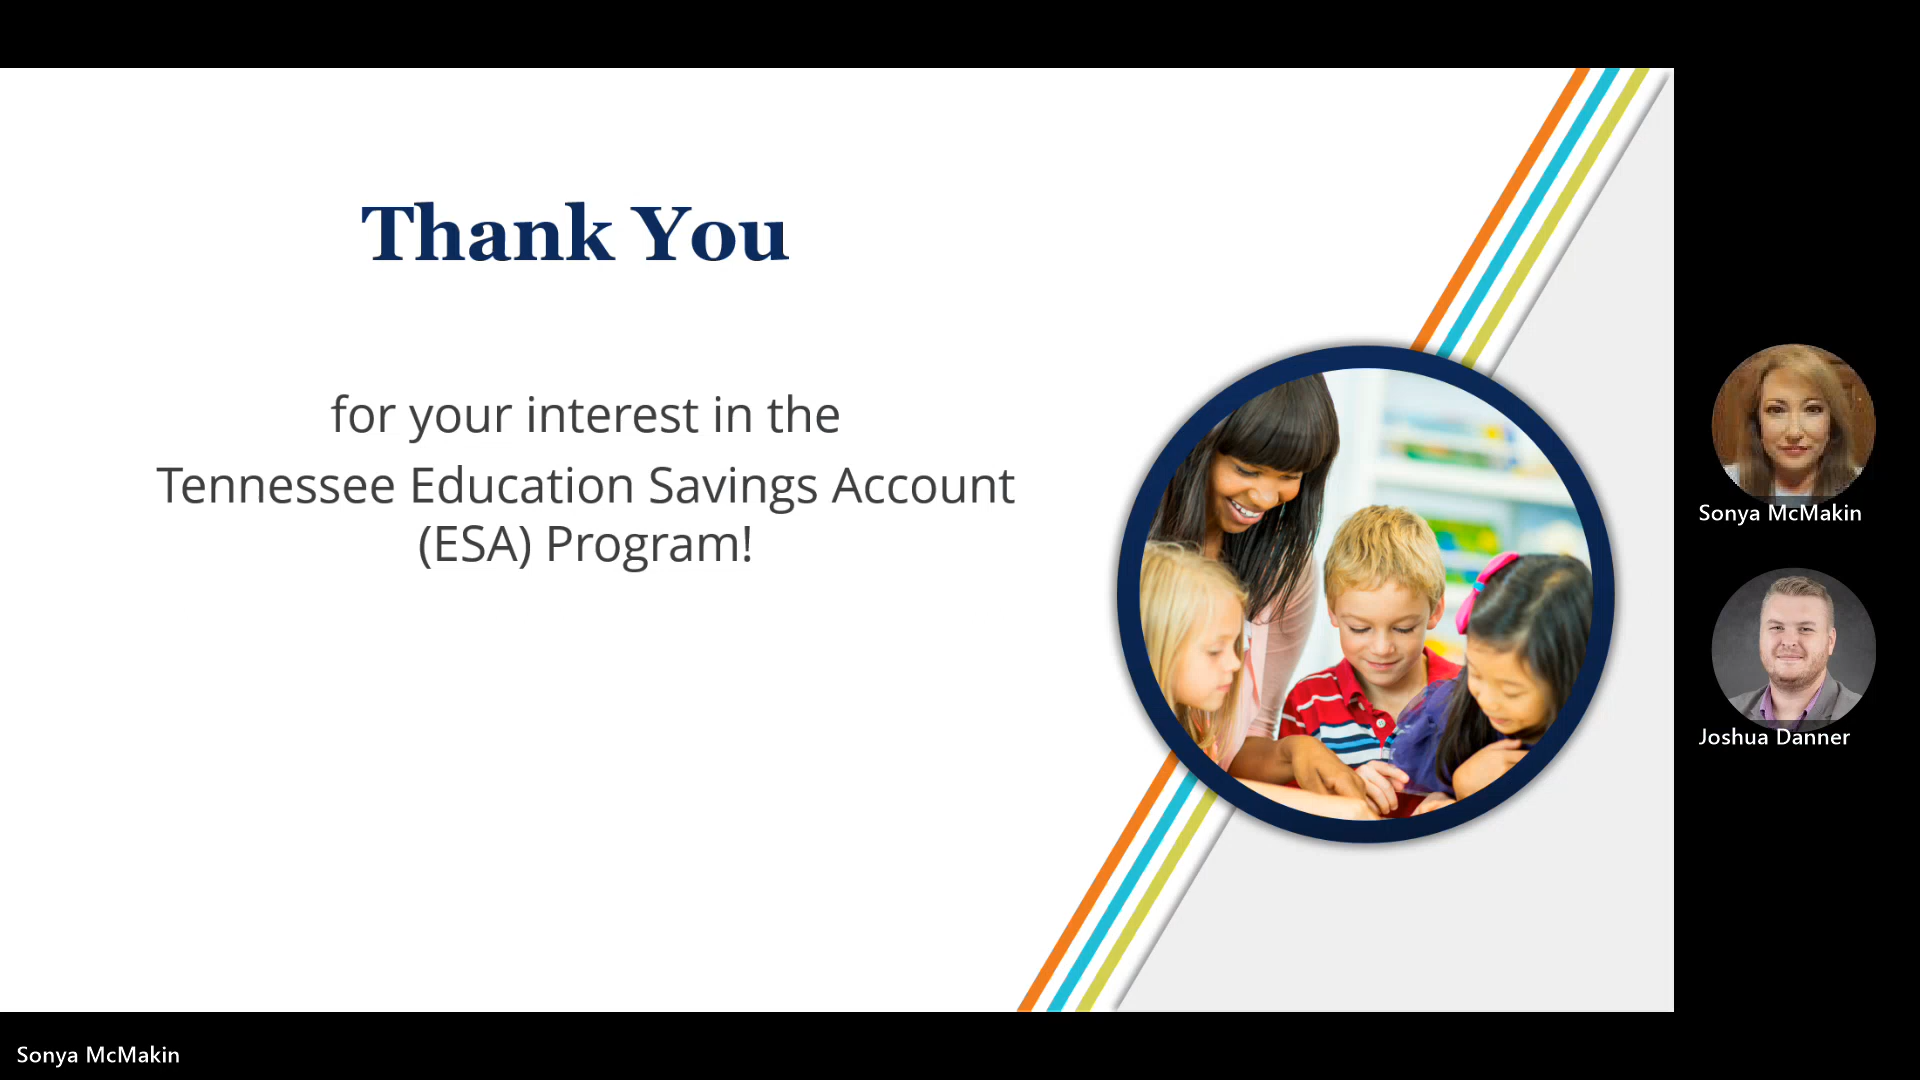 Thank You
for your interest in the
Tennessee Education Savings Account
(ESA) Program!
Sonya McMakin
Joshua Danner
Sonya McMakin